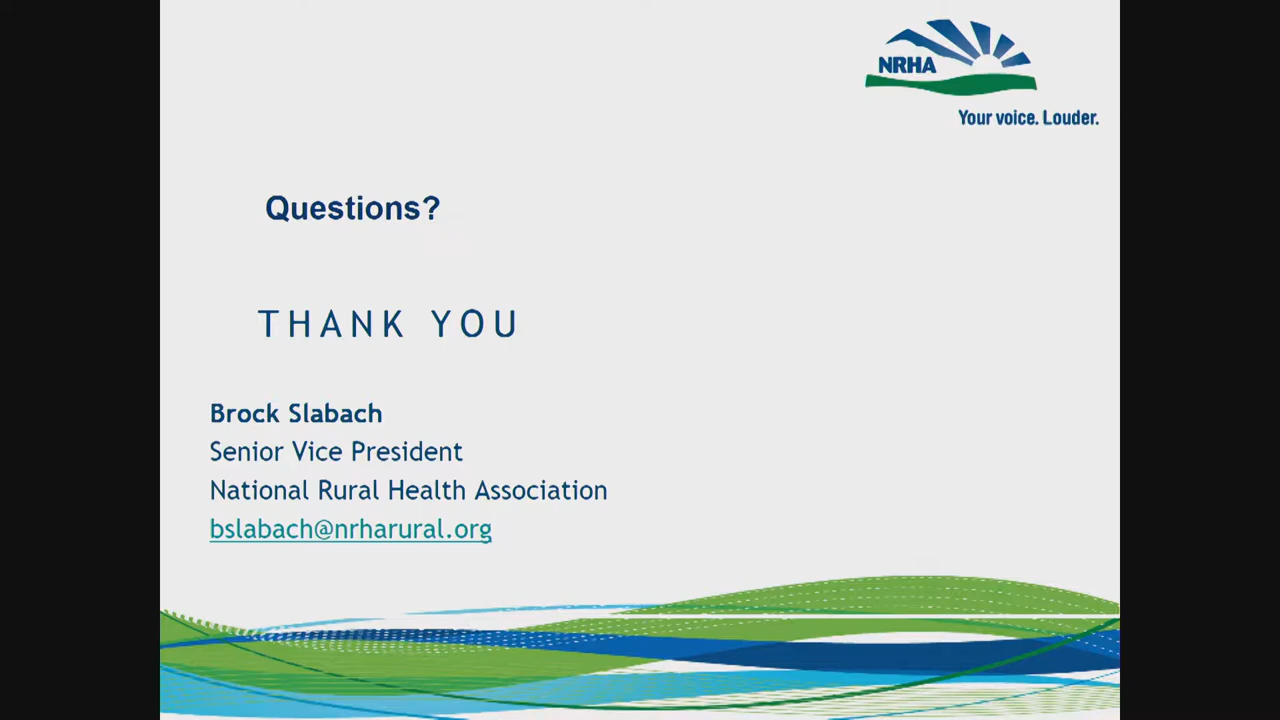 NRHA
Your voice. Louder.
Questions?
THANK YOU
Brock Slabach
Senior Vice President
National Rural Health Association
bslabach@nrharural.org